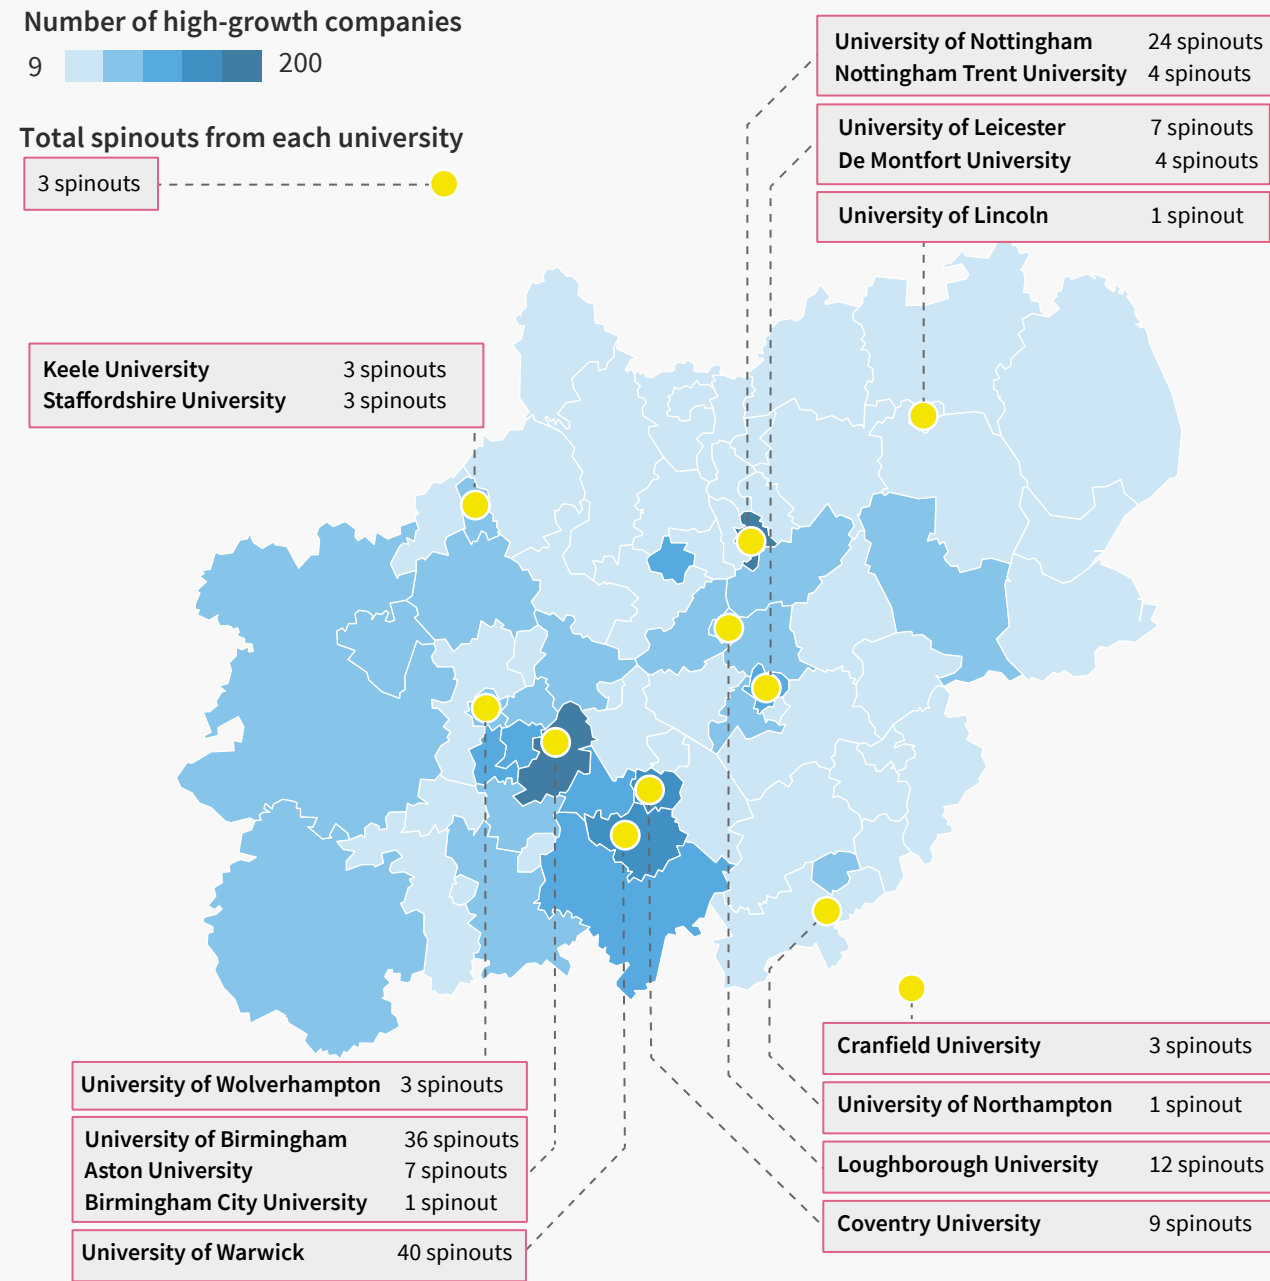 Number of high-growth companies
9 200
Total spinouts from each university
3 spinouts
University of Nottingham 24 spinouts
Nottingham Trent University 4 spinouts
University of Leicester 7 spinouts
De Montfort University 4 spinouts
University of Lincoln 1 spinout
Keele University 3 spinouts
Staffordshire University 3 spinouts
University of Wolverhampton 3 spinouts
University of Birmingham 36 spinouts
Aston University 7 spinouts
Birmingham City University 1 spinout
University of Warwick 40 spinouts
Cranfield University 3 spinouts
University of Northampton 1 spinout
Loughborough University 12 spinouts
Coventry University 9 spinouts